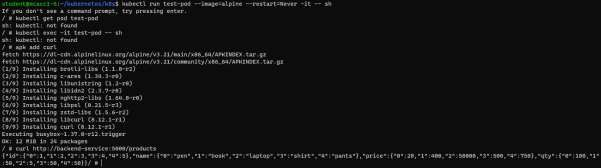 student@ncacc1-6:~/kubernetes/k8s$ kubectl run test-pod --image=alpine --restart=Never -it -- sh
If you don't see a command prompt, try pressing enter.
/ # kubectl get pod test-pod
sh: kubectl: not found
/ # kubectl exec -it test-pod -- sh
sh: kubectl: not found
/ # apk add curl
fetch https://dl-cdn.alpinelinux.org/alpine/v3.21/main/x86_64/APKINDEX.tar.gz
fetch https://dl-cdn.alpinelinux.org/alpine/v3.21/community/x86_64/APKINDEX.tar.gz
(1/9) Installing brotli-libs (1.1.0-r2)
(2/9) Installing c-ares (1.34.3-r0)
(3/9) Installing libunistring (1.2-r0)
(4/9) Installing libidn2 (2.3.7-r0)
(5/9) Installing nghttp2-libs (1.64.0-r0)
(6/9) Installing libpsl (0.21.5-r3)
(7/9) Installing zstd-libs (1.5.6-r2)
(8/9) Installing libcurl (8.12.1-r1)
(9/9) Installing curl (8.12.1-r1)
Executing busybox-1.37.0-r12.trigger
OK: 12 MiB in 24 packages
/ # curl http://backend-service:5000/products
{"id":{"0":1,"1":2,"2":3,"3":4,"4":5},"name":{"0":"pen","1":"book","2":"laptop","3":"shirt","4":"pants"},"price":{"0":20,"1":400,"2":50000,"3":500,"4":750},"qty":{"0":100,"1"
:50,"2":5,"3":50,"4":50}}/ #